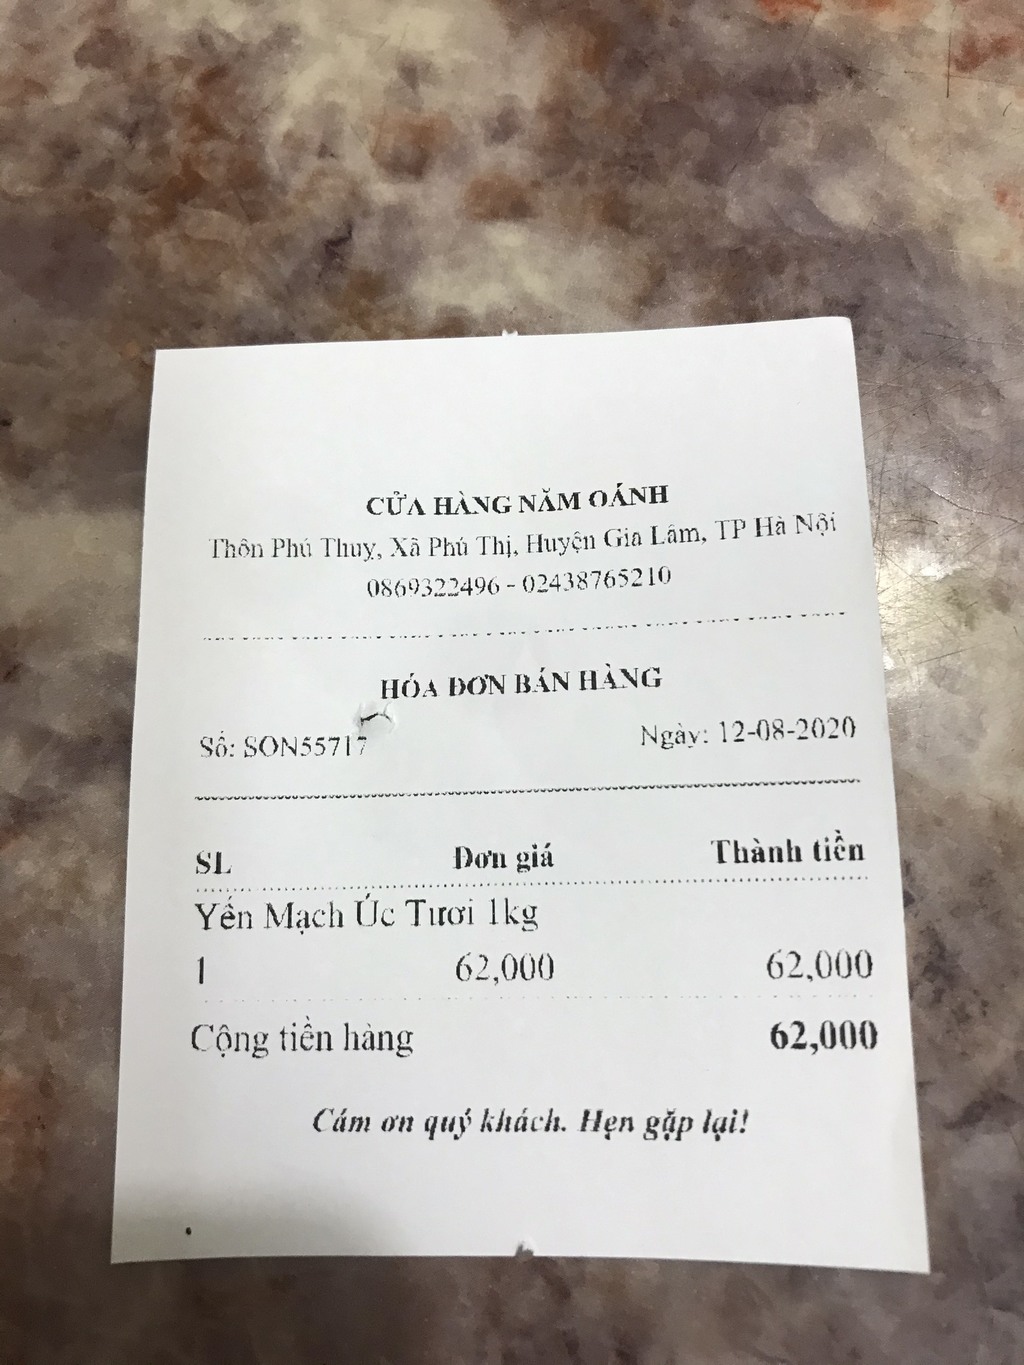 CỬA HÀNG NĂM OÁNH
Thôn Phú Thuy, Xã Phú Thị, Huyện Gia Lâm, TP Hà Nội
0869322496 - 02438765210
HÓA ĐƠN BÁN HÀNG
Số: SON55717 Ngày: 12-08-2020
SL Đơn giá Thành tiền
Yến Mạch Úc Tươi 1kg
1 62,000 62,000
Cộng tiền hàng 62,000
Cám ơn quý khách. Hẹn gặp lại!